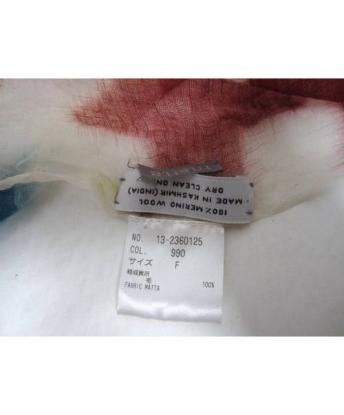 100% MERINO WOOL
MADE IN KASHMIR (INDIA)
DRY CLEAN
NO. 13-2360125
COL. 990
サイズ F
毛 100%
FABRIC MATTA